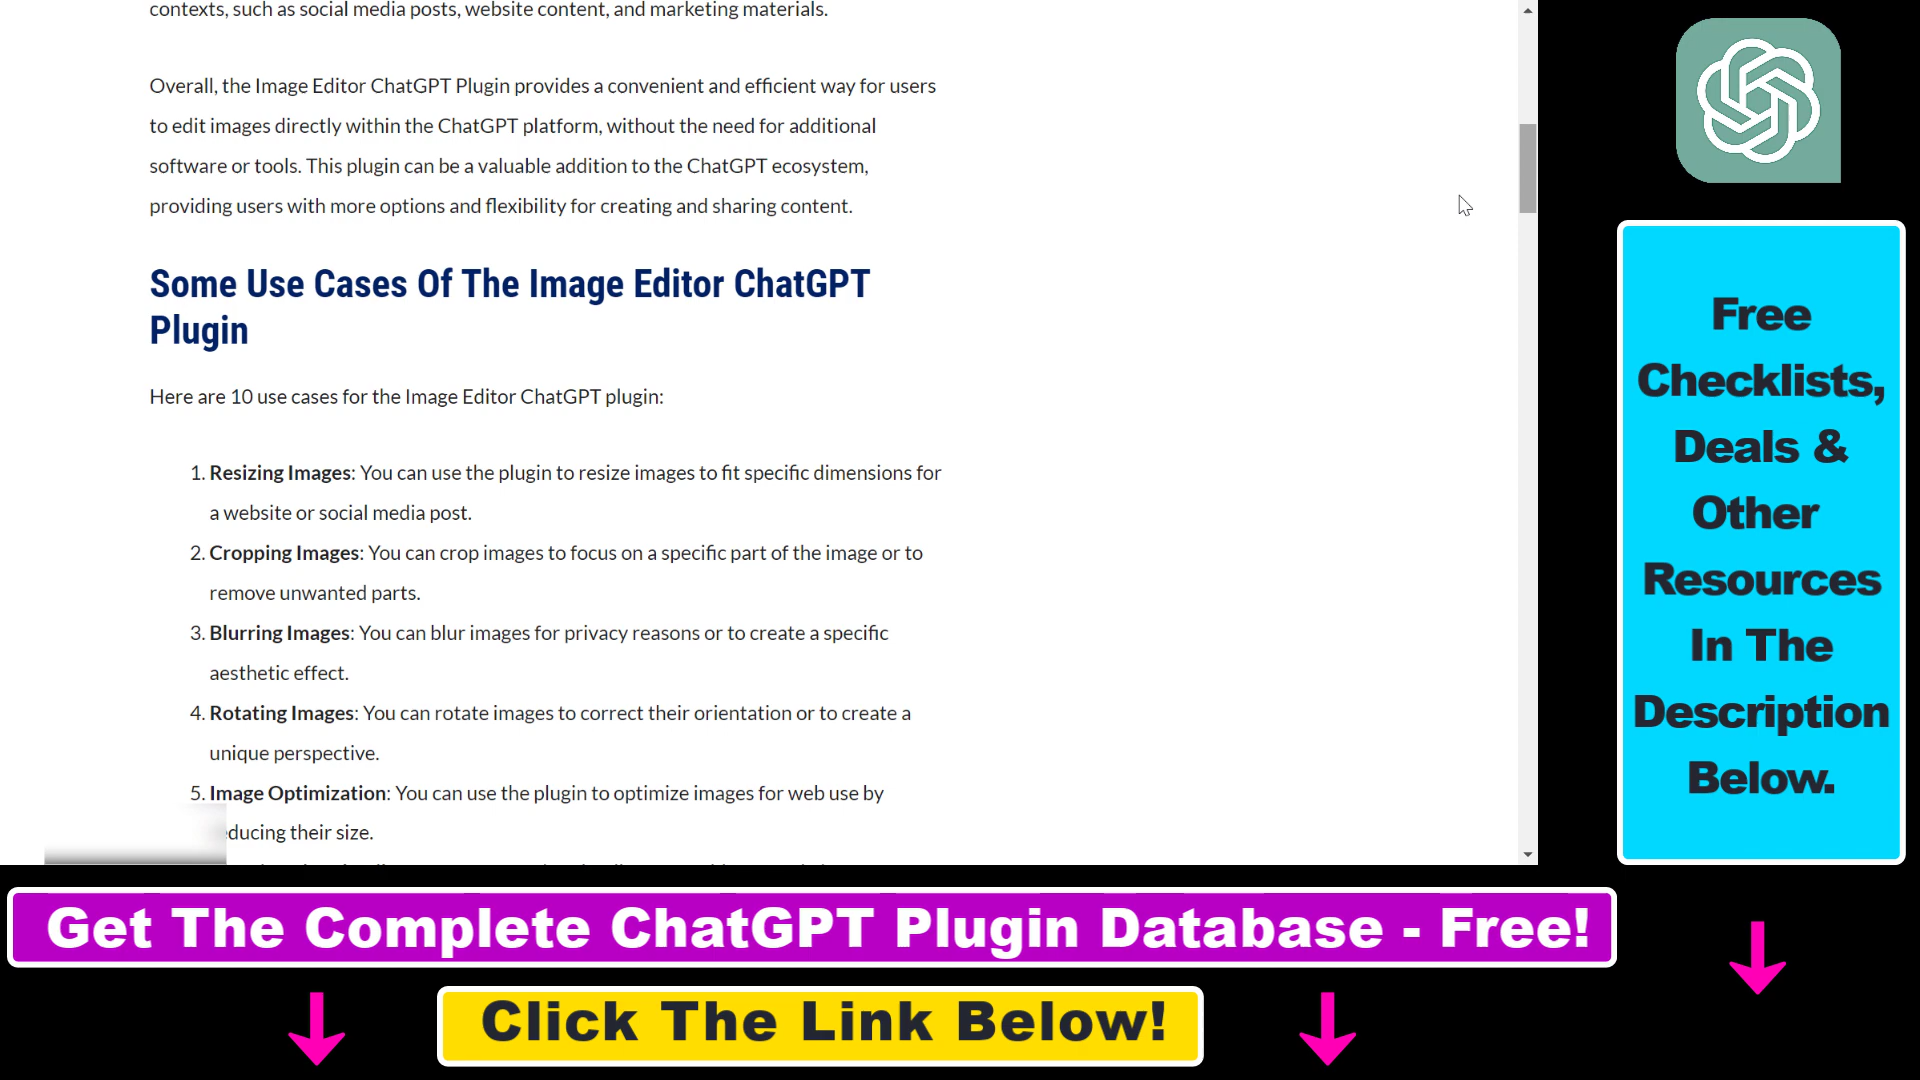 contexts, such as social media posts, website content, and marketing materials.
Overall, the Image Editor ChatGPT Plugin provides a convenient and efficient way for users
to edit images directly within the ChatGPT platform, without the need for additional
software or tools. This plugin can be a valuable addition to the ChatGPT ecosystem,
providing users with more options and flexibility for creating and sharing content.
Some Use Cases Of The Image Editor ChatGPT
Plugin
Here are 10 use cases for the Image Editor ChatGPT plugin:
1. Resizing Images: You can use the plugin to resize images to fit specific dimensions for
a website or social media post.
2. Cropping Images: You can crop images to focus on a specific part of the image or to
remove unwanted parts.
3. Blurring Images: You can blur images for privacy reasons or to create a specific
aesthetic effect.
4. Rotating Images: You can rotate images to correct their orientation or to create a
unique perspective.
5. Image Optimization: You can use the plugin to optimize images for web use by
educing their size.
Free
Checklists,
Deals &
Other
Resources
In The
Description
Below.
Get The Complete ChatGPT Plugin Database - Free!
Click The Link Below!